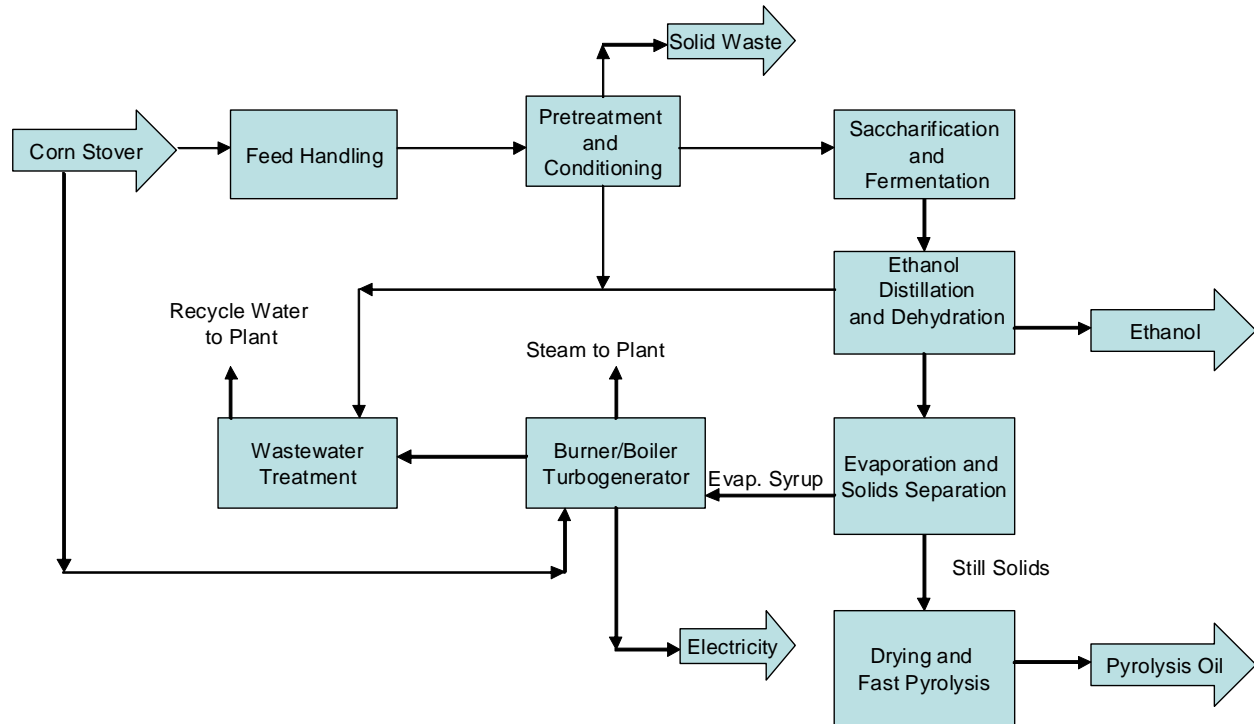 Solid Waste
Corn Stover
Feed Handling
Pretreatment
and
Conditioning
Saccharification
and
Fermentation
Ethanol
Distillation
and Dehydration
Ethanol
Recycle Water
to Plant
Steam to Plant
Wastewater
Treatment
Burner/Boiler
Turbogenerator
Evap. Syrup
Evaporation and
Solids Separation
Still Solids
Electricity
Drying and
Fast Pyrolysis
Pyrolysis Oil